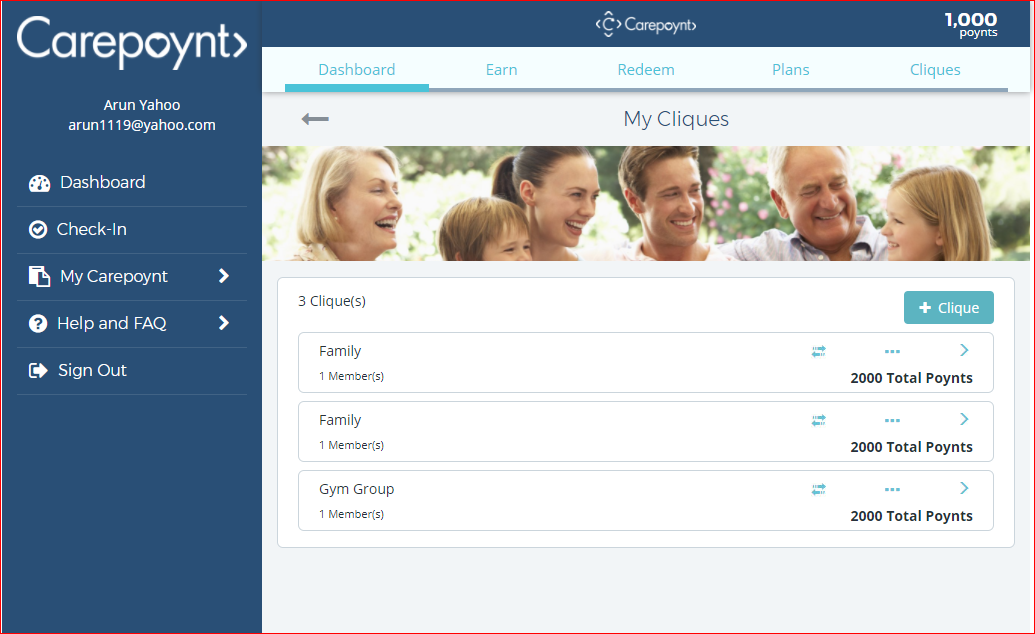 Carepoynt
Arun Yahoo
arun1119@yahoo.com
Dashboard
Check-In
My Carepoynt
Help and FAQ
Sign Out
Carepoynt
1,000
poynts
Dashboard Earn Redeem Plans Cliques
My Cliques
3 Clique(s)
+ Clique
Family
1 Member(s)
2000 Total Poynts
Family
1 Member(s)
2000 Total Poynts
Gym Group
1 Member(s)
2000 Total Poynts